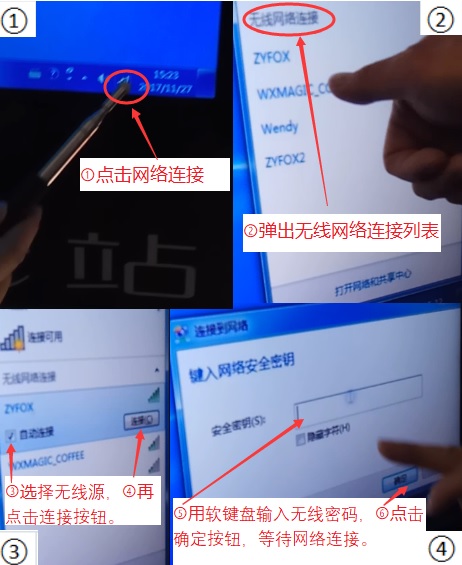 ①
15:23
2017/11/27
①点击网络连接
站
②
无线网络连接
ZYFOX
WXMAGIC_CO
Wendy
ZYFOX2
②弹出无线网络连接列表
打开网络和共享中心
连接可用
无线网络连接
ZYFOX
自动连接
连接(C)
WXMAGIC_COFFEE
③选择无线源，④再
点击连接按钮。
③
连接到网络
键入网络安全密钥
安全密钥(S):
隐藏字符(H)
确定
⑤用软键盘输入无线密码，⑥点击
确定按钮，等待网络连接。
④